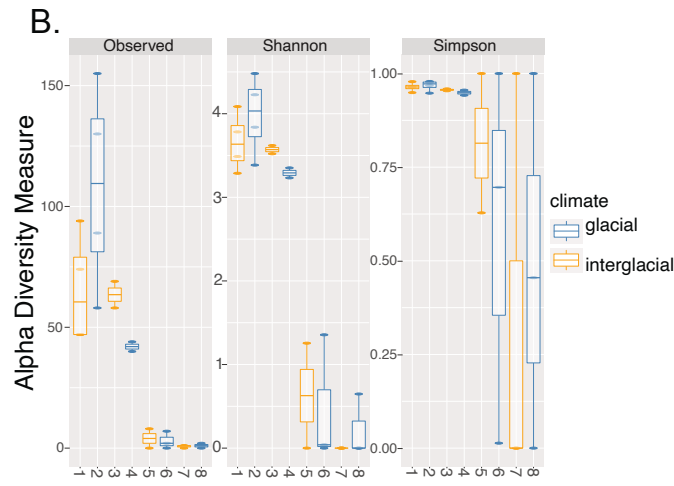 B.
Observed Shannon Simpson
Alpha Diversity Measure
150
100
50
0
4
3
1
0
1.00
0.75
0.50
0.25
0.00
1 2 3 4 5 6 7 8
1 2 3 4 5 6 7 8
1 2 3 4 5 6 7 8
climate
glacial
interglacial